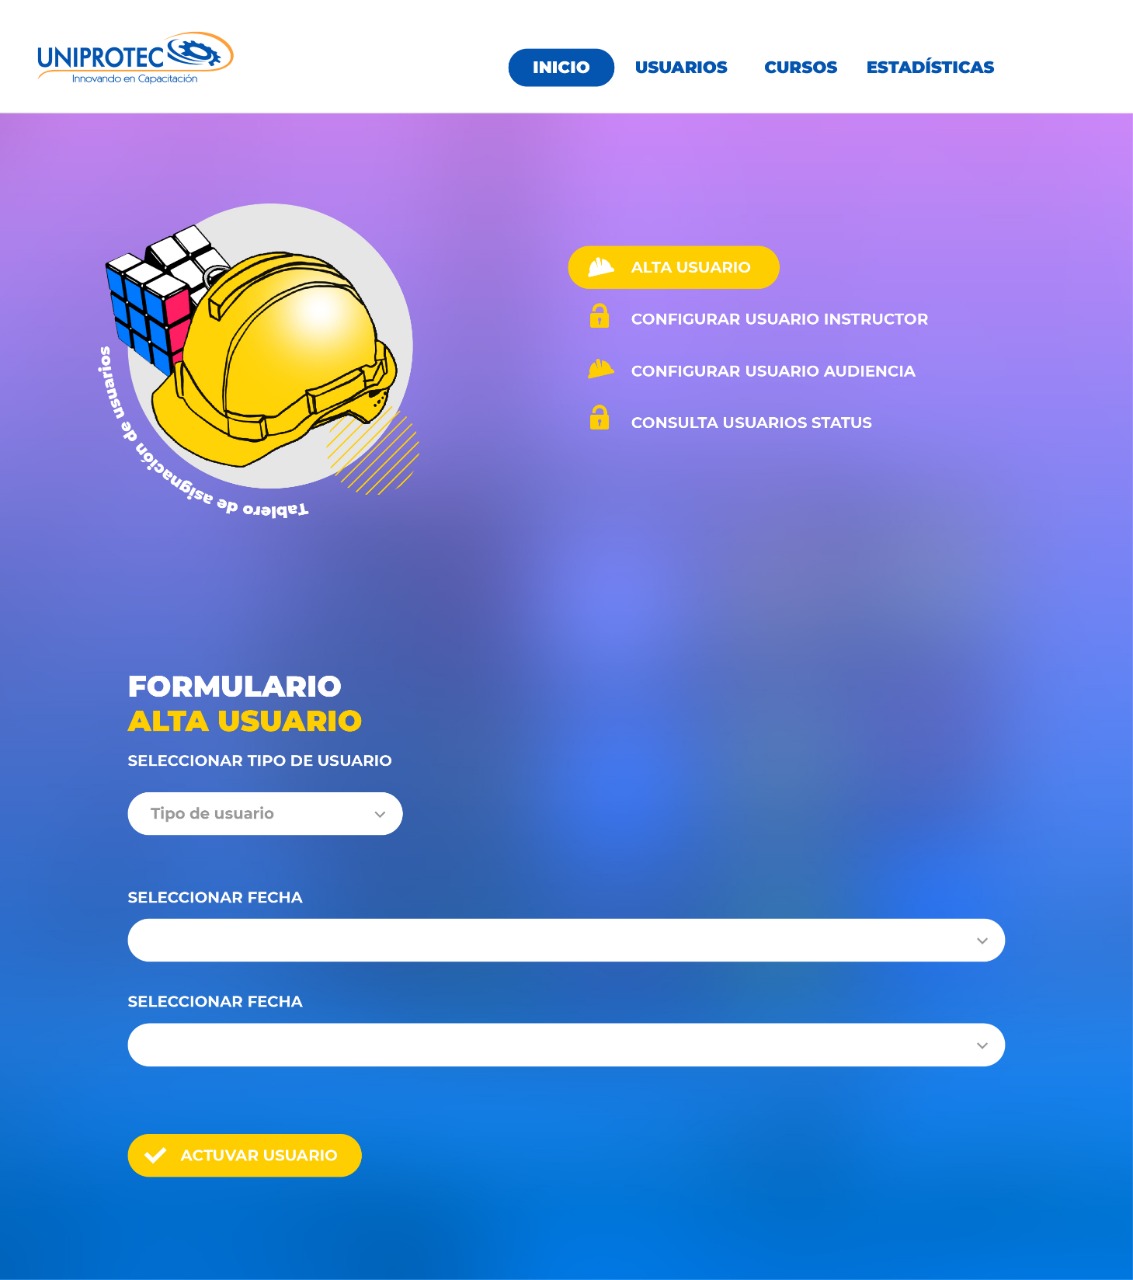 UNIPROTEC
Innovando en Capacitación
INICIO
USUARIOS
CURSOS
ESTADÍSTICAS
Tablero de asignación de usuarios
ALTA USUARIO
CONFIGURAR USUARIO INSTRUCTOR
CONFIGURAR USUARIO AUDIENCIA
CONSULTA USUARIOS STATUS
FORMULARIO
ALTA USUARIO
SELECCIONAR TIPO DE USUARIO
Tipo de usuario
SELECCIONAR FECHA
SELECCIONAR FECHA
ACTUVAR USUARIO